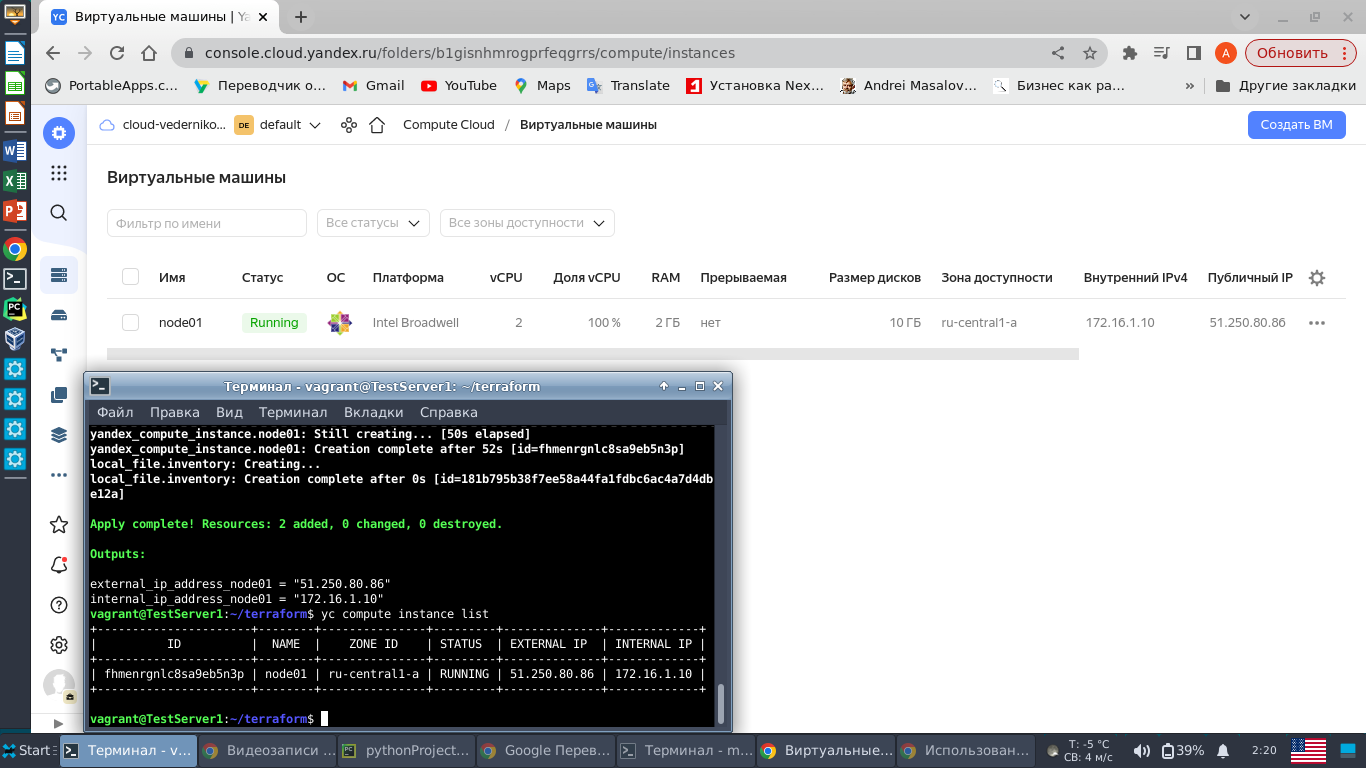 Виртуальные машины | Ya
console.cloud.yandex.ru/folders/b1gisnhmrogprfeqgrrs/compute/instances
A
Обновить
PortableApps.c...
Переводчик о...
Gmail
YouTube
Maps
Translate
Установка Nex...
Andrei Masalov...
Бизнес как ра...
»
Другие закладки
cloud-vederniko...
DE
default
Compute Cloud / Виртуальные машины
Создать ВМ
Виртуальные машины
Фильтр по имени
Все статусы
Все зоны доступности
Имя Статус ОС Платформа vCPU Доля vCPU RAM Прерываемая Размер дисков Зона доступности Внутренний IPv4 Публичный IP
node01 Running Intel Broadwell 2 100 % 2 ГБ нет 10 ГБ ru-central1-a 172.16.1.10 51.250.80.86
Терминал - vagrant@TestServer1: ~/terraform
Файл Правка Вид Терминал Вкладки Справка
yandex_compute_instance.node01: Still creating... [50s elapsed]
yandex_compute_instance.node01: Creation complete after 52s [id=fhmenrgnlc8sa9eb5n3p]
local_file.inventory: Creating...
local_file.inventory: Creation complete after 0s [id=181b795b38f7ee58a44fa1fdbc6ac4a7d4db
e12a]
Apply complete! Resources: 2 added, 0 changed, 0 destroyed.
Outputs:
external_ip_address_node01 = "51.250.80.86"
internal_ip_address_node01 = "172.16.1.10"
vagrant@TestServer1:~/terraform$ yc compute instance list
+----------------------+--------+---------------+---------+--------------+-------------+
| ID | NAME | ZONE ID | STATUS | EXTERNAL IP | INTERNAL IP |
+----------------------+--------+---------------+---------+--------------+-------------+
| fhmenrgnlc8sa9eb5n3p | node01 | ru-central1-a | RUNNING | 51.250.80.86 | 172.16.1.10 |
+----------------------+--------+---------------+---------+--------------+-------------+
vagrant@TestServer1:~/terraform$
Start
Терминал - v...
Видеозаписи ...
pythonProject...
Google Перев...
Терминал - m...
Виртуальные...
Использован...
Т: -5 °C
СВ: 4 м/с
39%
2:20